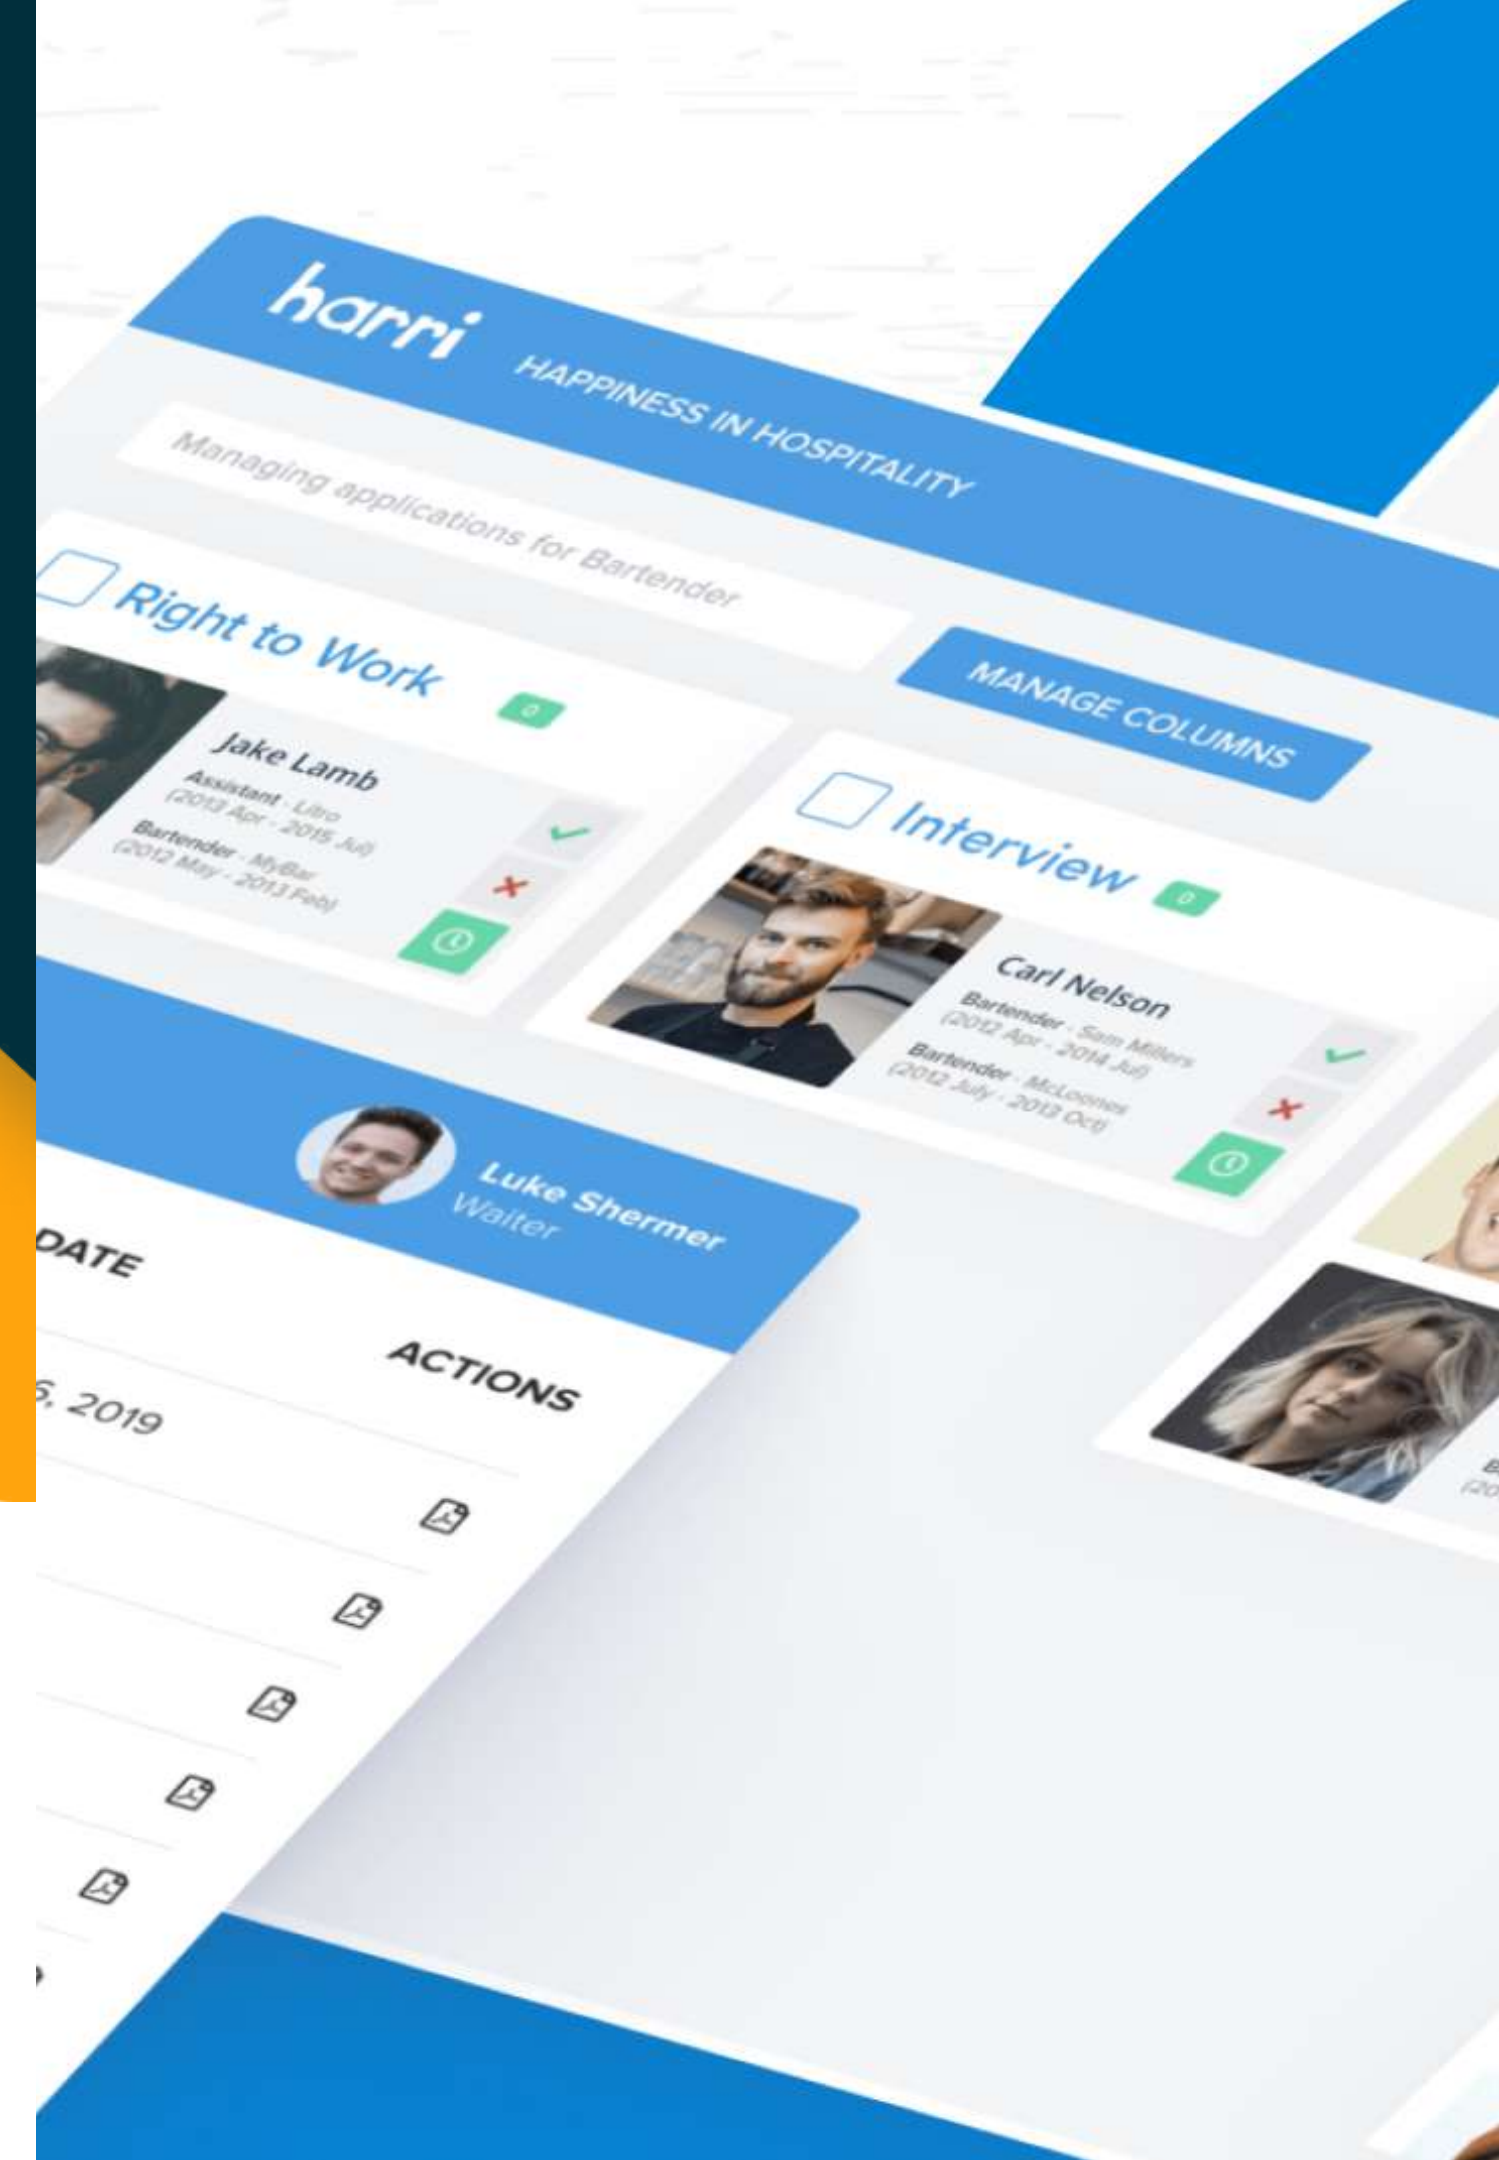 harri
HAPPINESS IN HOSPITALITY
Managing applications for Bartender
MANAGE COLUMNS
Right to Work
0
Jake Lamb
Assistant - Litro
(2013 Apr - 2015 Jul)
Bartender - MyBar
(2012 May - 2013 Feb)
Interview
0
Carl Nelson
Bartender - Sam Millers
(2012 Apr - 2014 Jul)
Bartender - McLoones
(2012 July - 2013 Oct)
Luke Shermer
Waiter
DATE
ACTIONS
6, 2019
B
(20